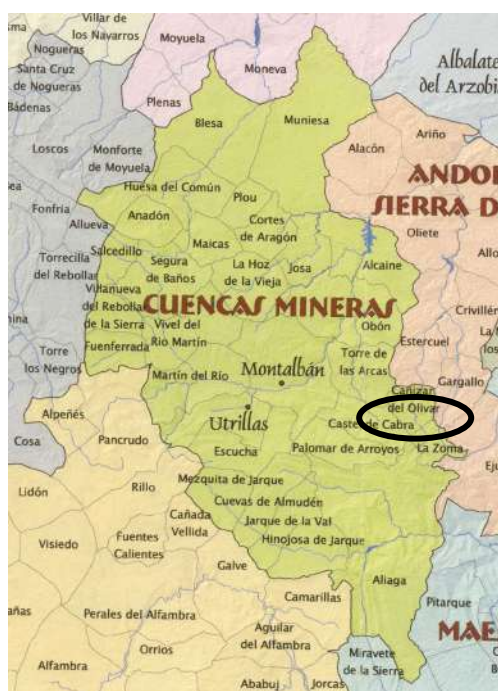 Villar de
los Navarros
Moyuela
Nogueras
Santa Cruz
de Nogueras
Moneva
Albalate
del Arzobi
Bádenas
Plenas
Blesa
Muniesa
Ariño
Loscos
Monforte
de Moyuela
Alacón
ANDOR
SIERRA D
Huesa del Común
Plou
Fonfría
Allueva
Anadón
Cortes
de Aragón
Oliete
Maicas
Salcedillo
Segura
de Baños
La Hoz
de la Vieja
Josa
Alcaine
Torrecilla
del Rebollar
Allo
Villanueva
del Rebollar
de la Sierra
CUENCAS MINERAS
Crivillén
Vivel del
Río Martín
Obón
Estercuel
Fuenferrada
Torre
los Negros
Martín del Río
Montalbán
Torre de
las Arcas
Gargallo
Cañizar
del Olivar
Alpeñés
Utrillas
Castel de Cabra
Cosa
Pancrudo
Escucha
Palomar de Arroyos
La Zoma
Lidón
Rillo
Mezquita de Jarque
Cuevas de Almudén
Cañada
Vellida
Jarque de la Val
Visiedo
Fuentes
Calientes
Hinojosa de Jarque
Galve
Aliaga
Camarillas
Pitarque
Perales del Alfambra
MAE
Aguilar
del Alfambra
Orrios
Miravete
de la Sierra
Alfambra
Ababuj
Jorcas